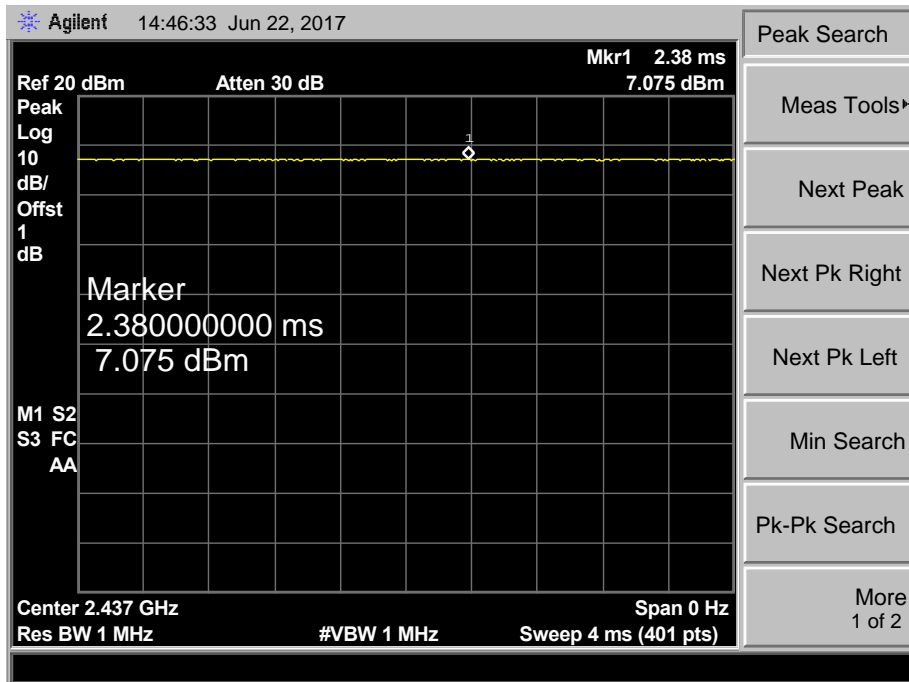 Agilent 14:46:33 Jun 22, 2017
Peak Search
Mkr1 2.38 ms
Ref 20 dBm Atten 30 dB 7.075 dBm
Peak
Log
10
dB/
Offst
1
dB
1
Marker
2.380000000 ms
7.075 dBm
M1 S2
S3 FC
AA
Center 2.437 GHz Span 0 Hz
Res BW 1 MHz #VBW 1 MHz Sweep 4 ms (401 pts)
Meas Tools
Next Peak
Next Pk Right
Next Pk Left
Min Search
Pk-Pk Search
More
1 of 2